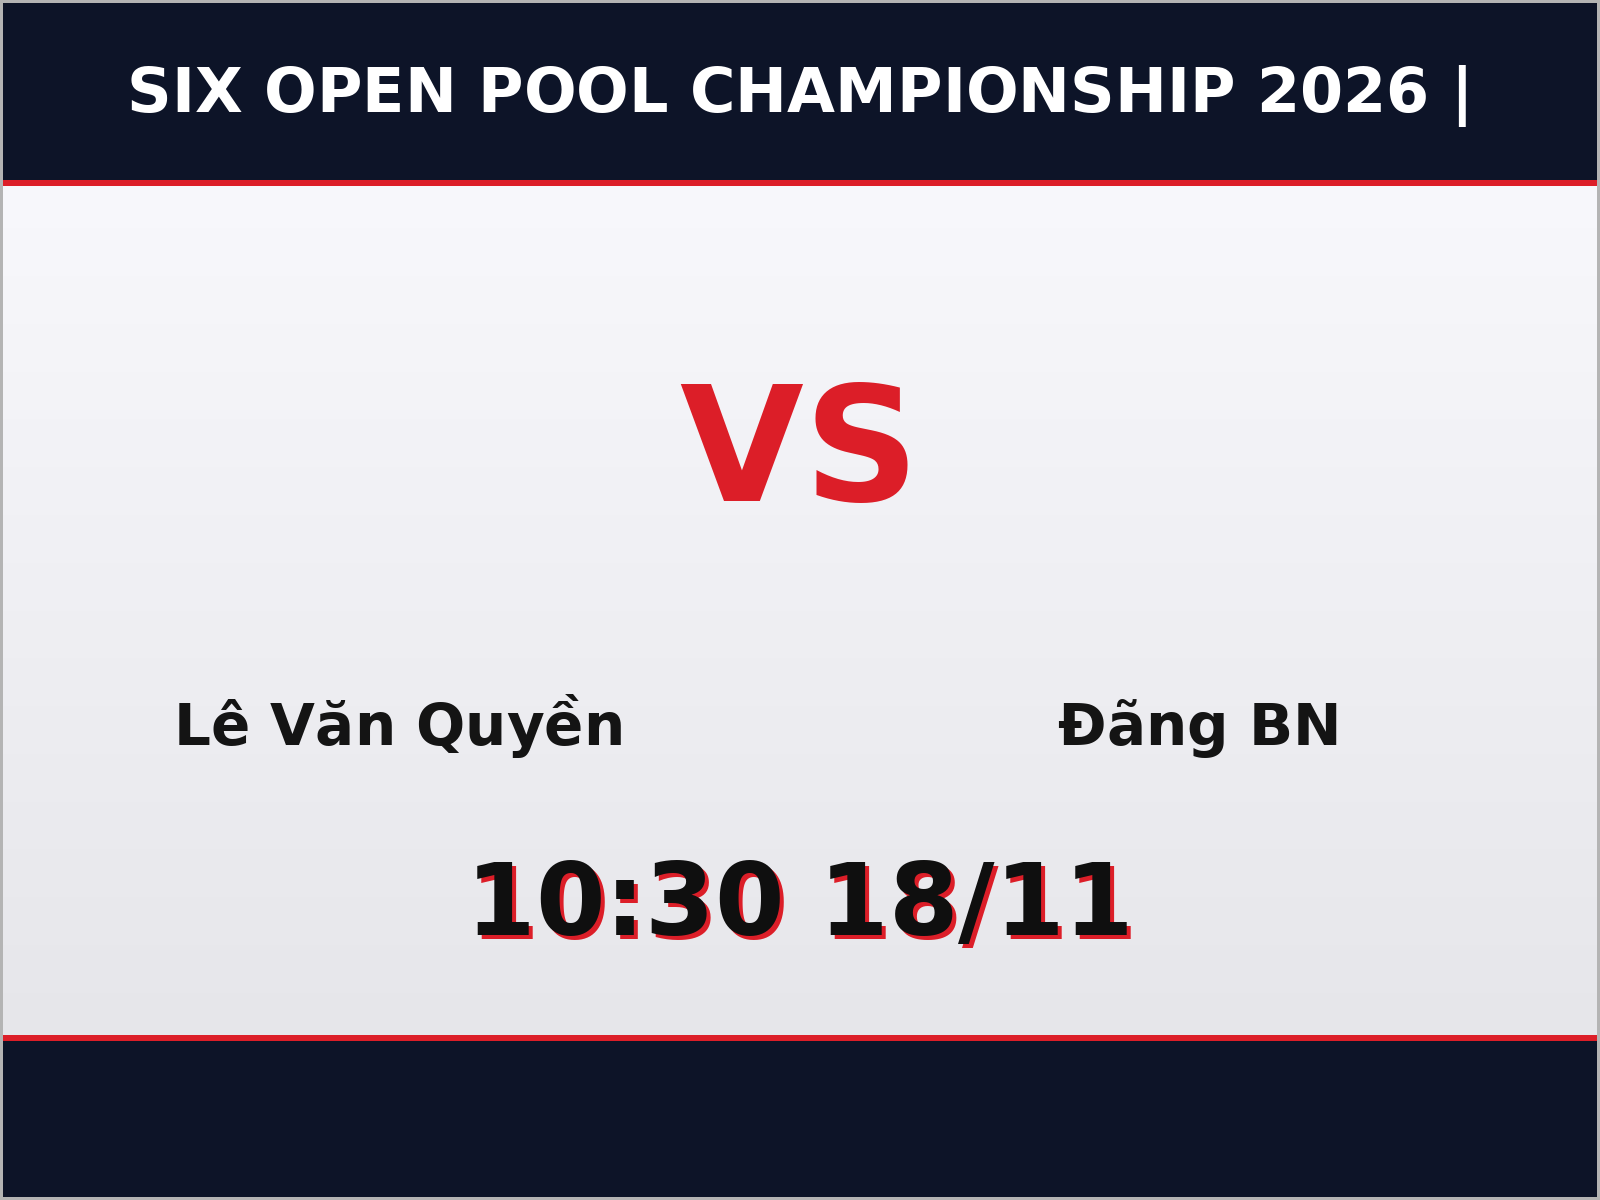 SIX OPEN POOL CHAMPIONSHIP 2026 |
VS
Lê Văn Quyền
Đãng BN
10:30 18/11